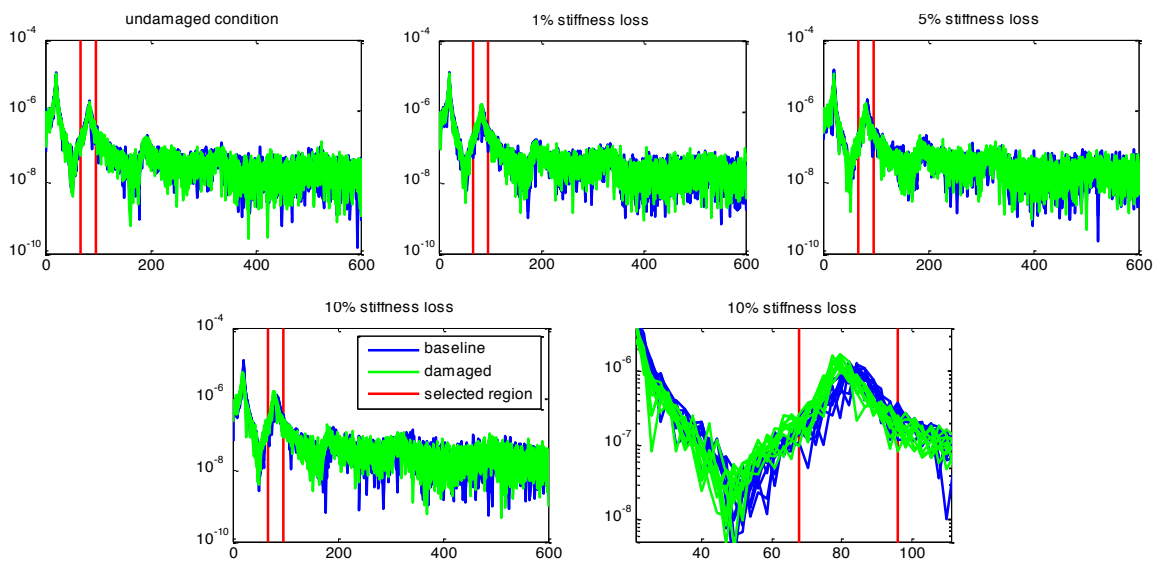 undamaged condition
1% stiffness loss
5% stiffness loss
10^-4
10^-6
10^-8
10^-10
0 200 400 600
10^-4
10^-6
10^-8
10^-10
0 200 400 600
10^-4
10^-6
10^-8
10^-10
0 200 400 600
10% stiffness loss
10% stiffness loss
10^-4
10^-6
10^-8
10^-10
0 200 400 600
baseline
damaged
selected region
10^-6
10^-7
10^-8
40 60 80 100